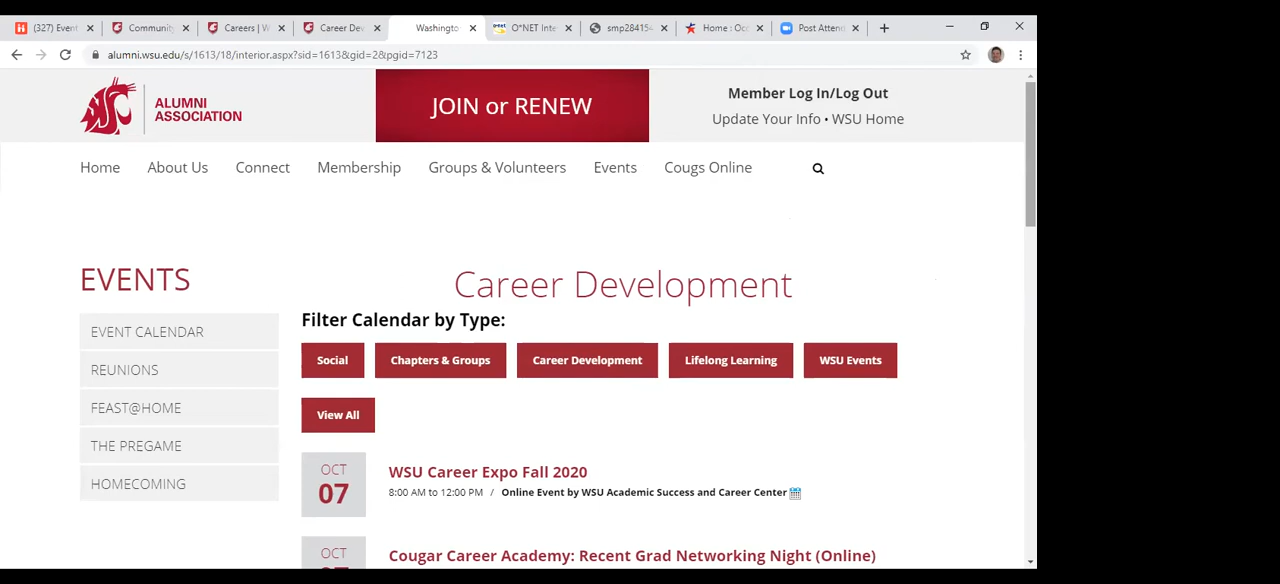 (327) Event
Community
Careers | W
Career Dev
Washingto
O*NET Inte
smp28415
Home : Occ
Post Attend
alumni.wsu.edu/s/1613/18/interior.aspx?sid=1613&gid=2&pgid=7123
WSU
ALUMNI
ASSOCIATION
JOIN or RENEW
Member Log In/Log Out
Update Your Info • WSU Home
Home About Us Connect Membership Groups & Volunteers Events Cougs Online
EVENTS
EVENT CALENDAR
REUNIONS
FEAST@HOME
THE PREGAME
HOMECOMING
Career Development
Filter Calendar by Type:
Social Chapters & Groups Career Development Lifelong Learning WSU Events
View All
OCT
07
WSU Career Expo Fall 2020
8:00 AM to 12:00 PM / Online Event by WSU Academic Success and Career Center
OCT
Cougar Career Academy: Recent Grad Networking Night (Online)